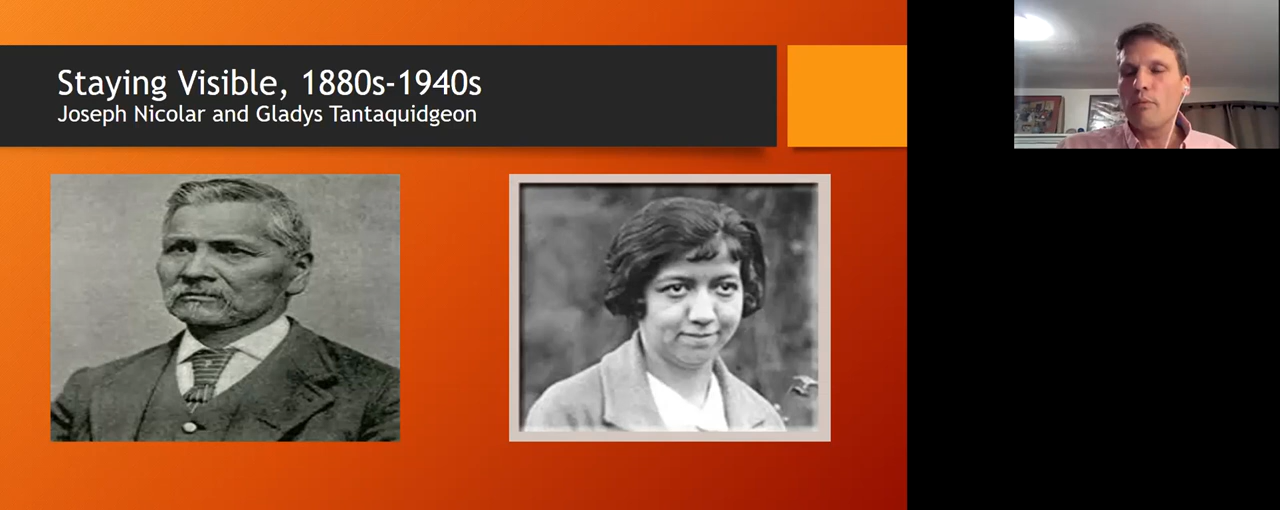 Staying Visible, 1880s-1940s
Joseph Nicolar and Gladys Tantaquidgeon